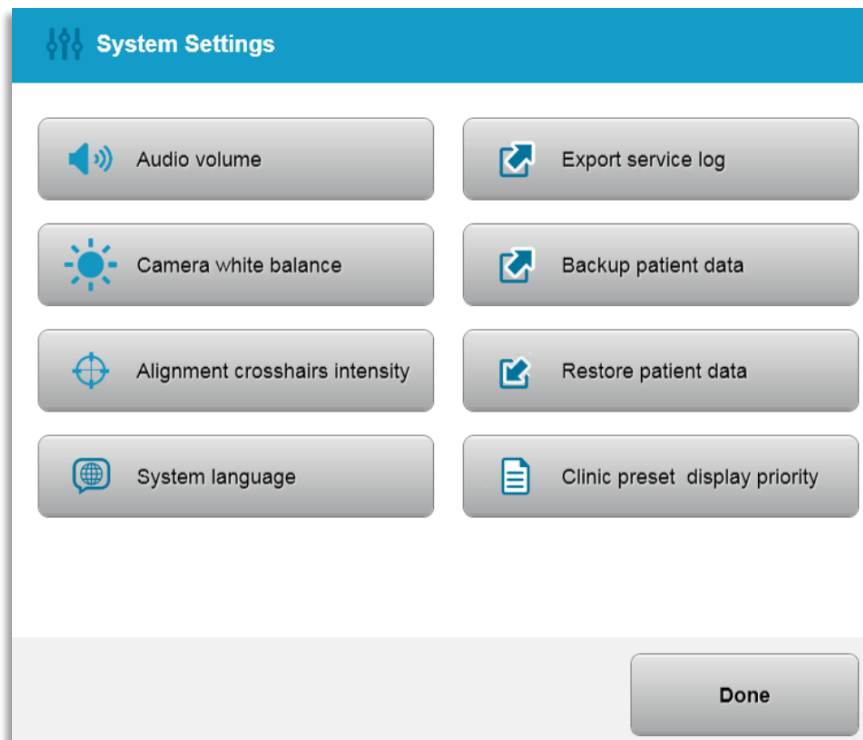 System Settings
Audio volume
Export service log
Camera white balance
Backup patient data
Alignment crosshairs intensity
Restore patient data
System language
Clinic preset display priority
Done